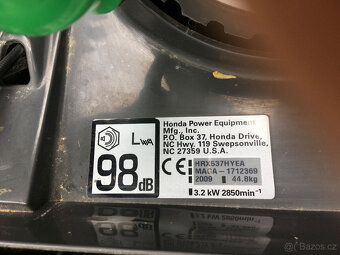 Honda Power Equipment
Mfg., Inc.
P.O. Box 37, Honda Drive,
NC Hwy. 119 Swepsonville,
NC 27359 U.S.A.
LWA
98dB
CE
HRX537HYEA
MACA-1712369
2009 44.8kg
3.2 kW 2850min⁻¹
Sbazar.cz